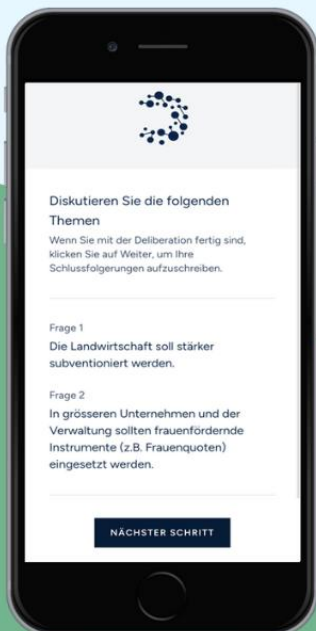 Diskutieren Sie die folgenden
Themen
Wenn Sie mit der Deliberation fertig sind,
klicken Sie auf Weiter, um Ihre
Schlussfolgerungen aufzuschreiben.
Frage 1
Die Landwirtschaft soll stärker
subventioniert werden.
Frage 2
In grösseren Unternehmen und der
Verwaltung sollten frauenfördernde
Instrumente (z.B. Frauenquoten)
eingesetzt werden.
NÄCHSTER SCHRITT